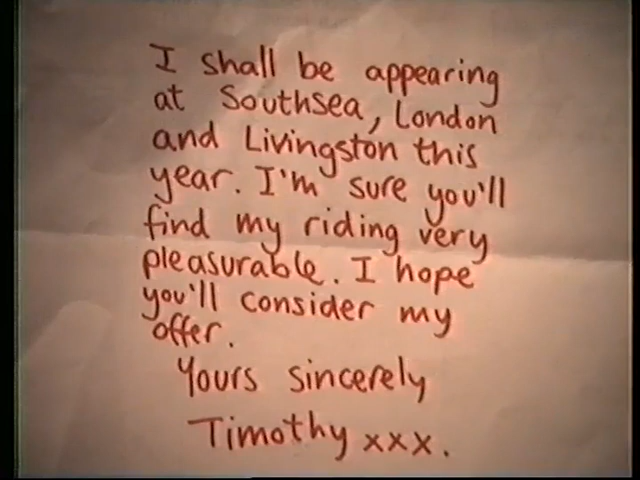 I shall be appearing
at Southsea, London
and Livingston this
year. I'm sure you'll
find my riding very
pleasurable. I hope
you'll consider my
offer.
Yours sincerely
Timothy xxx.